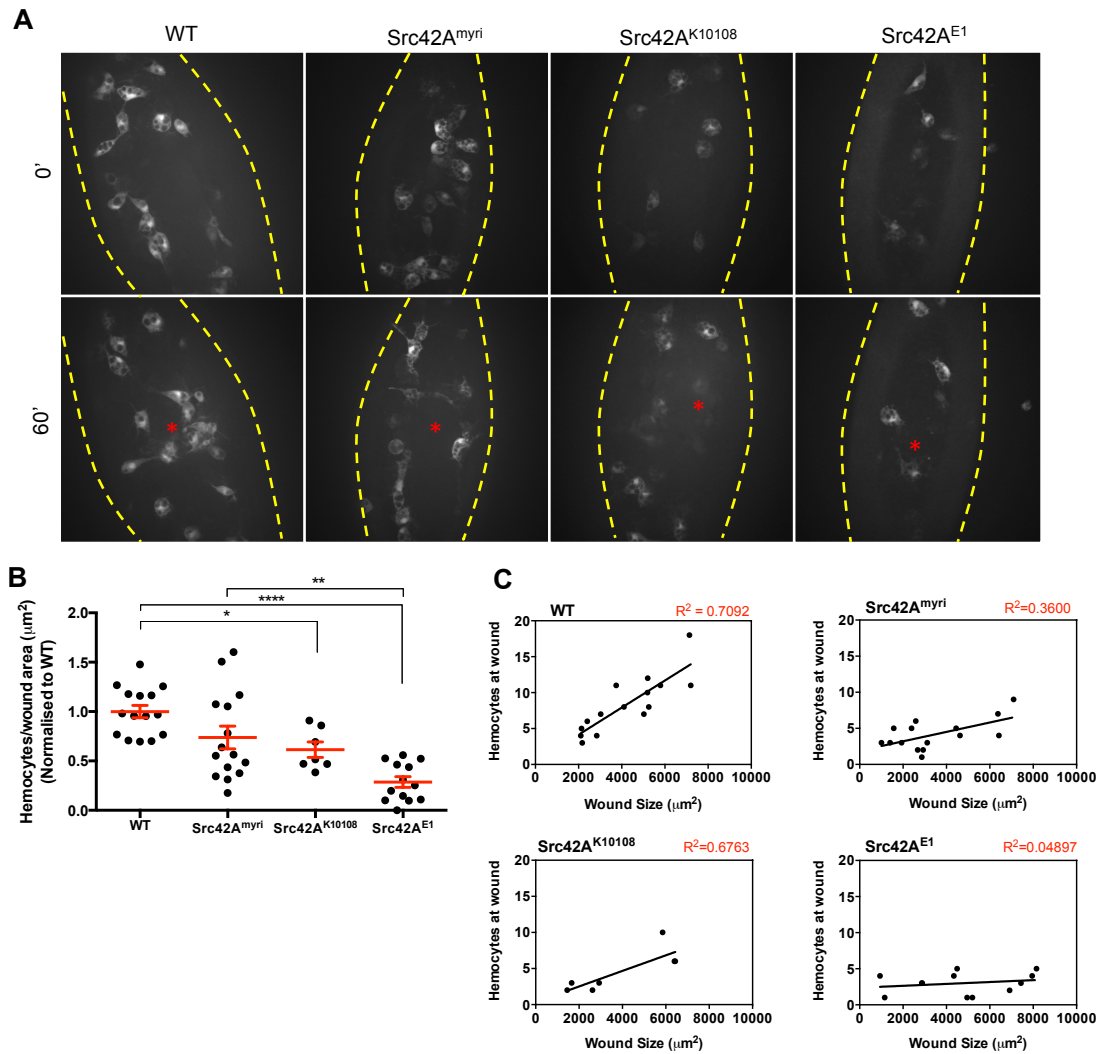 A
WT Src42A^myri Src42A^K10108 Src42A^E1
0'
60'
*
*
*
*
B
Hemocytes/wound area (μm²)
(Normalised to WT)
**
****
*
2.0
1.5
1.0
0.5
0.0
WT Src42A^myri Src42A^K10108 Src42A^E1
C
WT
R² = 0.7092
Hemocytes at wound
20
15
10
5
0
0 2000 4000 6000 8000 10000
Wound Size (μm²)
Src42A^myri
R²=0.3600
Hemocytes at wound
20
15
10
5
0
0 2000 4000 6000 8000 10000
Wound Size (μm²)
Src42A^K10108
R²=0.6763
Hemocytes at wound
20
15
10
5
0
0 2000 4000 6000 8000 10000
Wound Size (μm²)
Src42A^E1
R²=0.04897
Hemocytes at wound
20
15
10
5
0
0 2000 4000 6000 8000 10000
Wound Size (μm²)